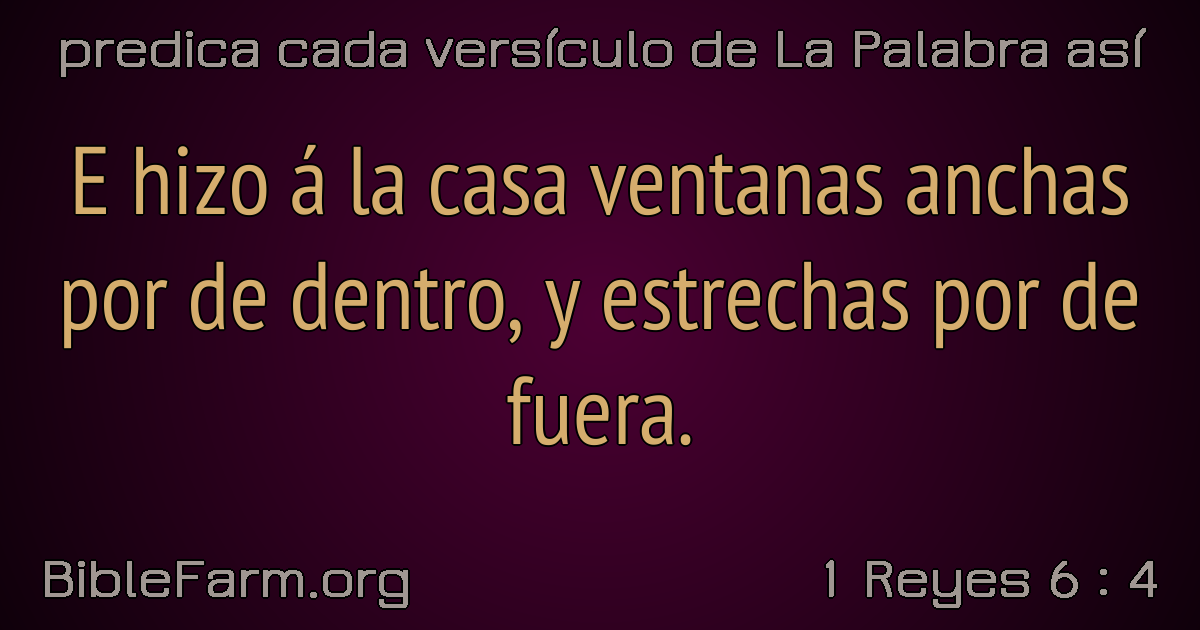 predica cada versículo de La Palabra así
E hizo á la casa ventanas anchas
por de dentro, y estrechas por de
fuera.
BibleFarm.org
1 Reyes 6 : 4